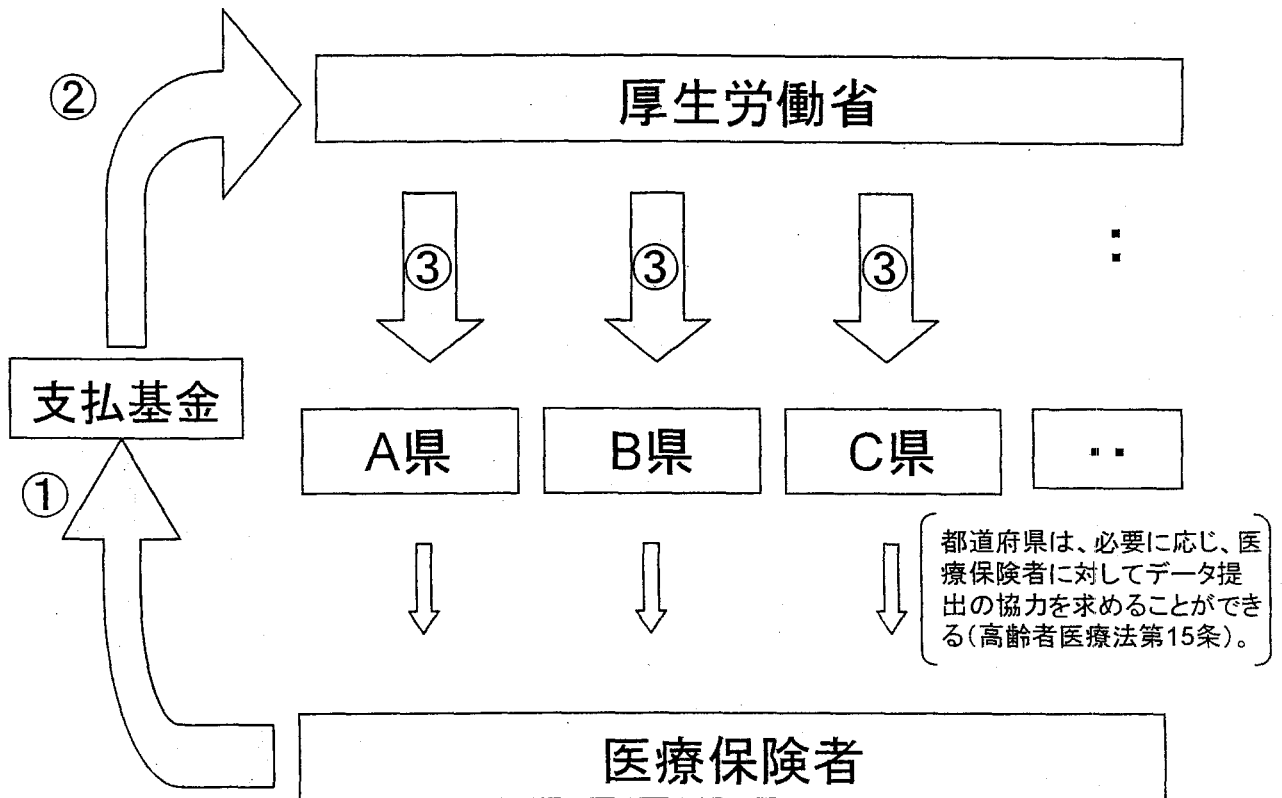 ②
厚生労働省
③
③
③
:
支払基金
①
A県
B県
C県
‥
都道府県は、必要に応じ、医
療保険者に対してデータ提
出の協力を求めることができ
る(高齢者医療法第15条)。
医療保険者